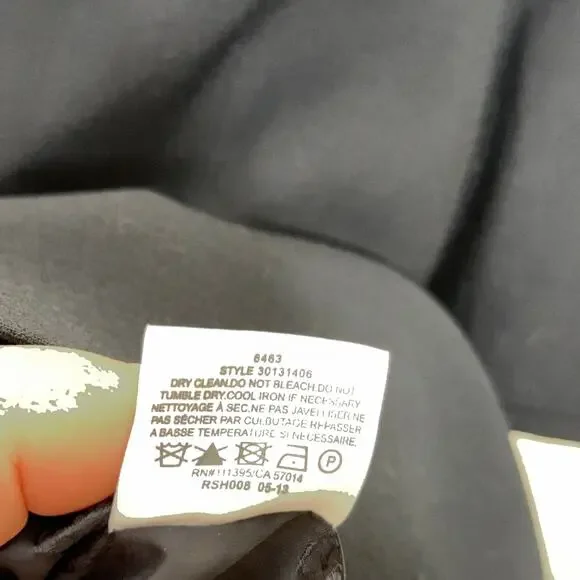 6463
STYLE 30131406
DRY CLEAN.DO NOT BLEACH.DO NOT
TUMBLE DRY.COOL IRON IF NECESSARY
NETTOYAGE À SEC.NE PAS JAVELLISER.NE
PAS SÉCHER PAR CULBUTAGE REPASSER
A BASSE TEMPERATURE SI NECESSAIRE.
P
RN#111395/CA 57014
RSH008 05-13